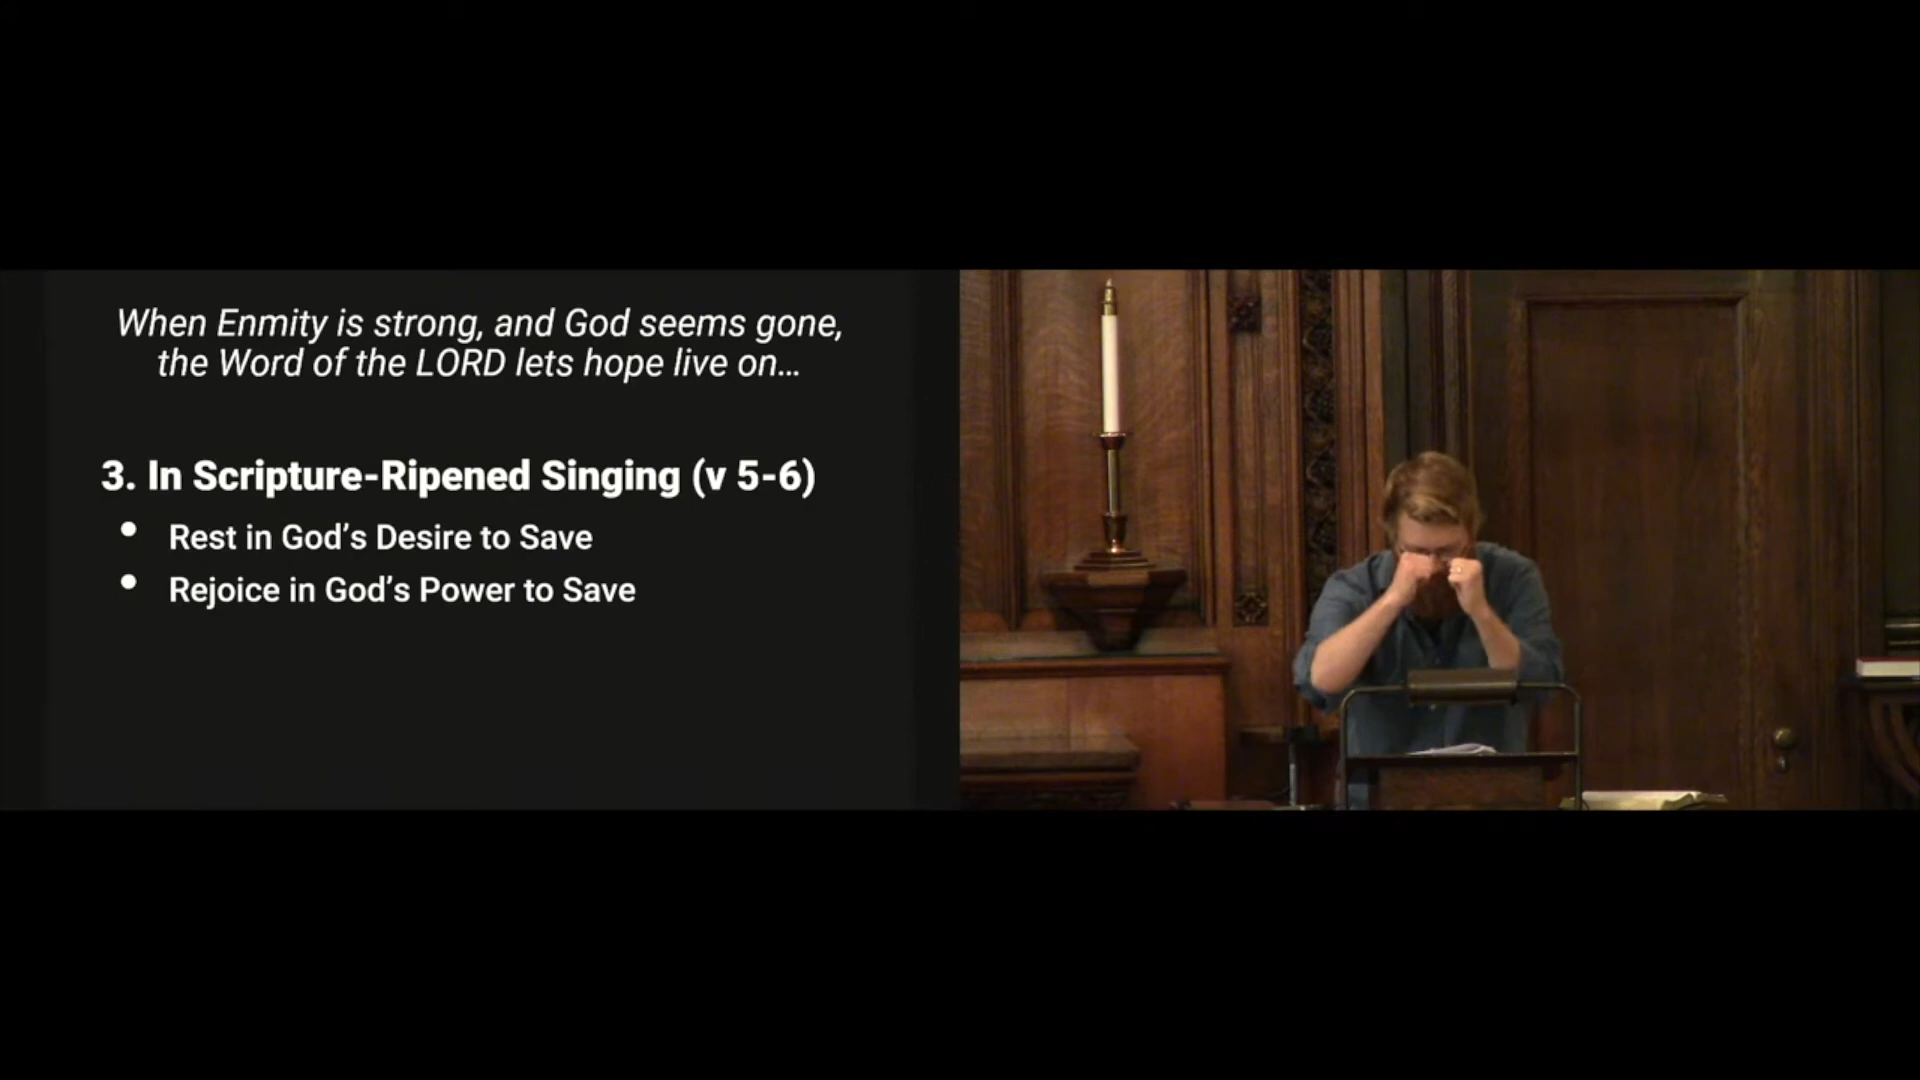 When Enmity is strong, and God seems gone,
the Word of the LORD lets hope live on...
3. In Scripture-Ripened Singing (v 5-6)
• Rest in God's Desire to Save
• Rejoice in God's Power to Save